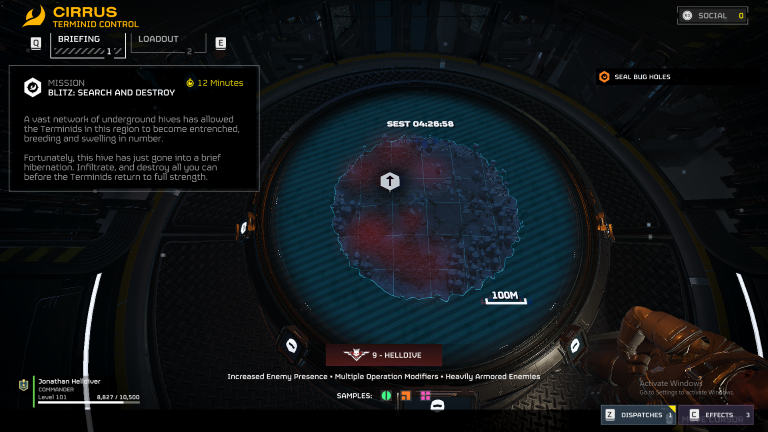 CIRRUS
TERMINID CONTROL
SOCIAL 0
Q BRIEFING 1 LOADOUT 2 E
SEAL BUG HOLES
MISSION 12 Minutes
BLITZ: SEARCH AND DESTROY
A vast network of underground hives has allowed
the Terminids in this region to become entrenched,
breeding and swelling in number.
Fortunately, this hive has just gone into a brief
hibernation. Infiltrate, and destroy all you can
before the Terminids return to full strength.
SEST 04:26:58
100M
9 - HELLDIVE
Increased Enemy Presence • Multiple Operation Modifiers • Heavily Armored Enemies
SAMPLES:
Jonathan Helldiver
COMMANDER
Level 101 8,827 / 10,500
Activate Windows
Go to Settings to activate Windows.
Z DISPATCHES 1 C EFFECTS 3